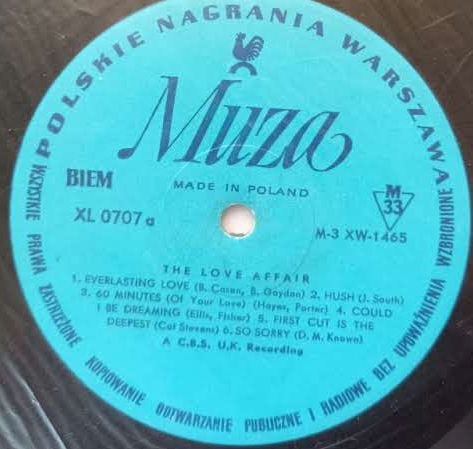 POLSKIE NAGRANIA WARSZAWA
Muza
MADE IN POLAND
BIEM
XL 0707 a
M
33
M-3 XW-1465
THE LOVE AFFAIR
1. EVERLASTING LOVE (B. Cason, B. Gaydon) 2. HUSH (J. South)
3. 60 MINUTES (Of Your Love) (Hayes, Porter) 4. COULD
I BE DREAMING (Ellis, Fisher) 5. FIRST CUT IS THE
DEEPEST (Cat Stevens) 6. SO SORRY (D. M. Known)
A C.B.S. U.K. Recording
WSZYSTKIE PRAWA ZASTRZEŻONE KOPIOWANIE ODTWARZANIE PUBLICZNE I RADIOWE BEZ UPOWAŻNIENIA WZBRONIONE